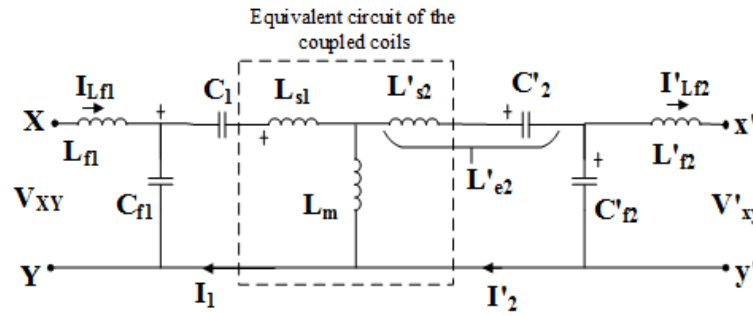 Equivalent circuit of the
coupled coils
I_Lf1 C_1 L_s1 L'_s2 C'_2 I'_Lf2
+ + + +
X x'
L_f1 L'_f2
L'_e2
V_XY C_f1 L_m C'_f2 V'_xy
Y y'
I_1 I'_2